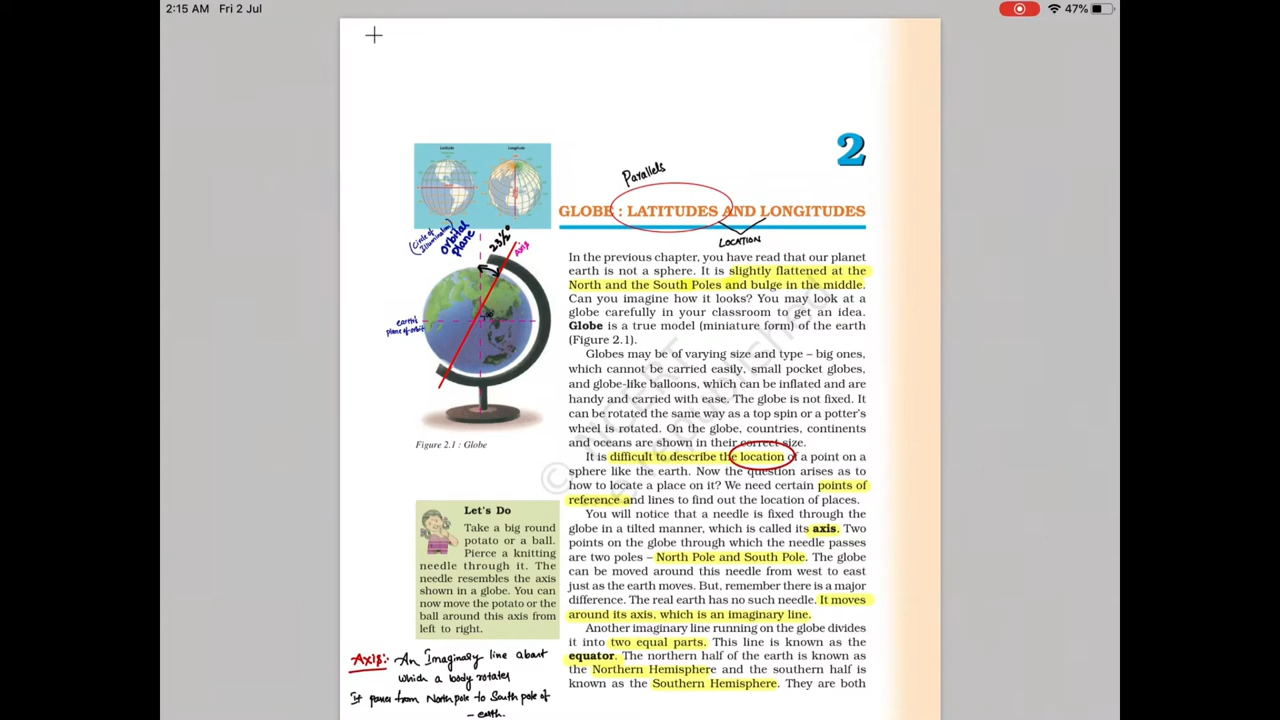 2:15 AM Fri 2 Jul
47%
2
Latitude
Longitude
Parallels
GLOBE : LATITUDES AND LONGITUDES
LOCATION
(Circle of
Illumination)
orbital
plane
23½°
Axis
earth's
plane of orbit
Figure 2.1 : Globe
In the previous chapter, you have read that our planet
earth is not a sphere. It is slightly flattened at the
North and the South Poles and bulge in the middle.
Can you imagine how it looks? You may look at a
globe carefully in your classroom to get an idea.
Globe is a true model (miniature form) of the earth
(Figure 2.1).
Globes may be of varying size and type – big ones,
which cannot be carried easily, small pocket globes,
and globe-like balloons, which can be inflated and are
handy and carried with ease. The globe is not fixed. It
can be rotated the same way as a top spin or a potter's
wheel is rotated. On the globe, countries, continents
and oceans are shown in their correct size.
It is difficult to describe the location of a point on a
sphere like the earth. Now the question arises as to
how to locate a place on it? We need certain points of
reference and lines to find out the location of places.
You will notice that a needle is fixed through the
globe in a tilted manner, which is called its axis. Two
points on the globe through which the needle passes
are two poles – North Pole and South Pole. The globe
can be moved around this needle from west to east
just as the earth moves. But, remember there is a major
difference. The real earth has no such needle. It moves
around its axis, which is an imaginary line.
Another imaginary line running on the globe divides
it into two equal parts. This line is known as the
equator. The northern half of the earth is known as
the Northern Hemisphere and the southern half is
known as the Southern Hemisphere. They are both
Let's Do
Take a big round
potato or a ball.
Pierce a knitting
needle through it. The
needle resembles the axis
shown in a globe. You can
now move the potato or the
ball around this axis from
left to right.
Axis:- An Imaginary line about
which a body rotates
It passes from North pole to South pole of
- earth.
© NCERT